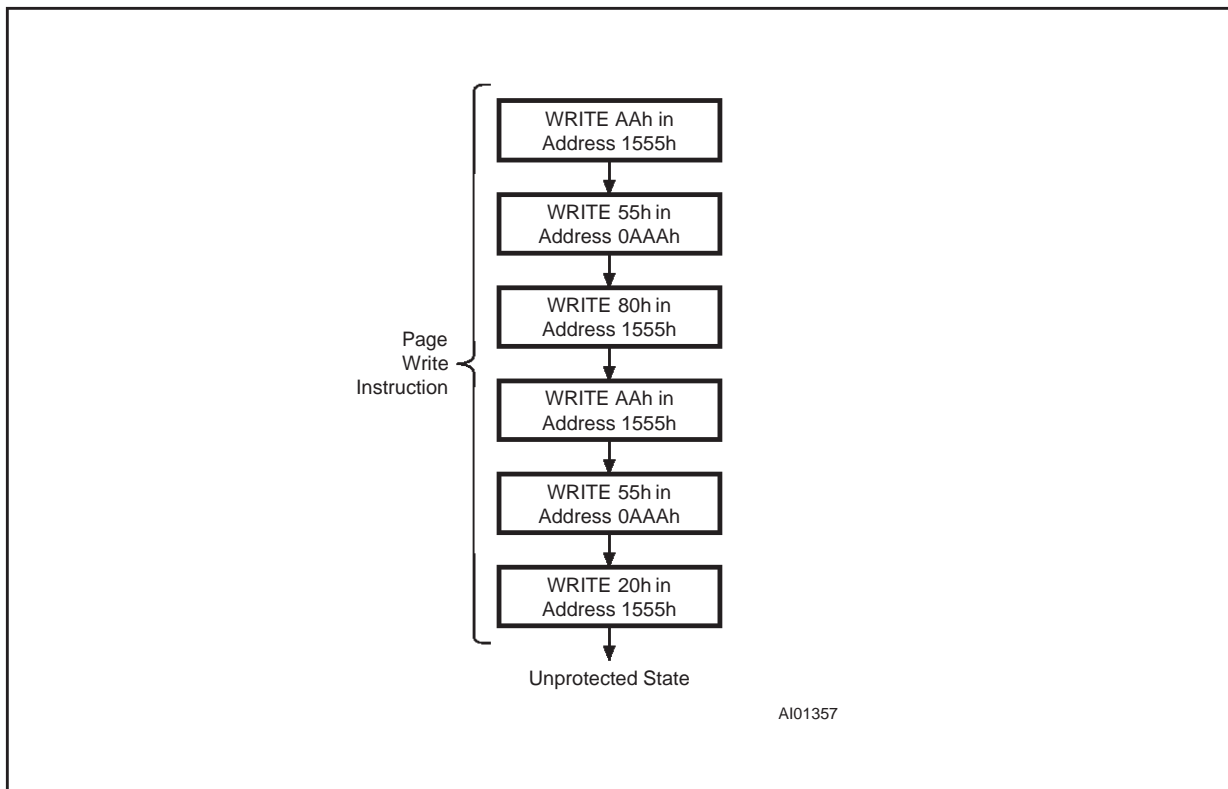 WRITE AAh in
Address 1555h
WRITE 55h in
Address 0AAAh
WRITE 80h in
Address 1555h
Page
Write
Instruction
WRITE AAh in
Address 1555h
WRITE 55h in
Address 0AAAh
WRITE 20h in
Address 1555h
Unprotected State
AI01357